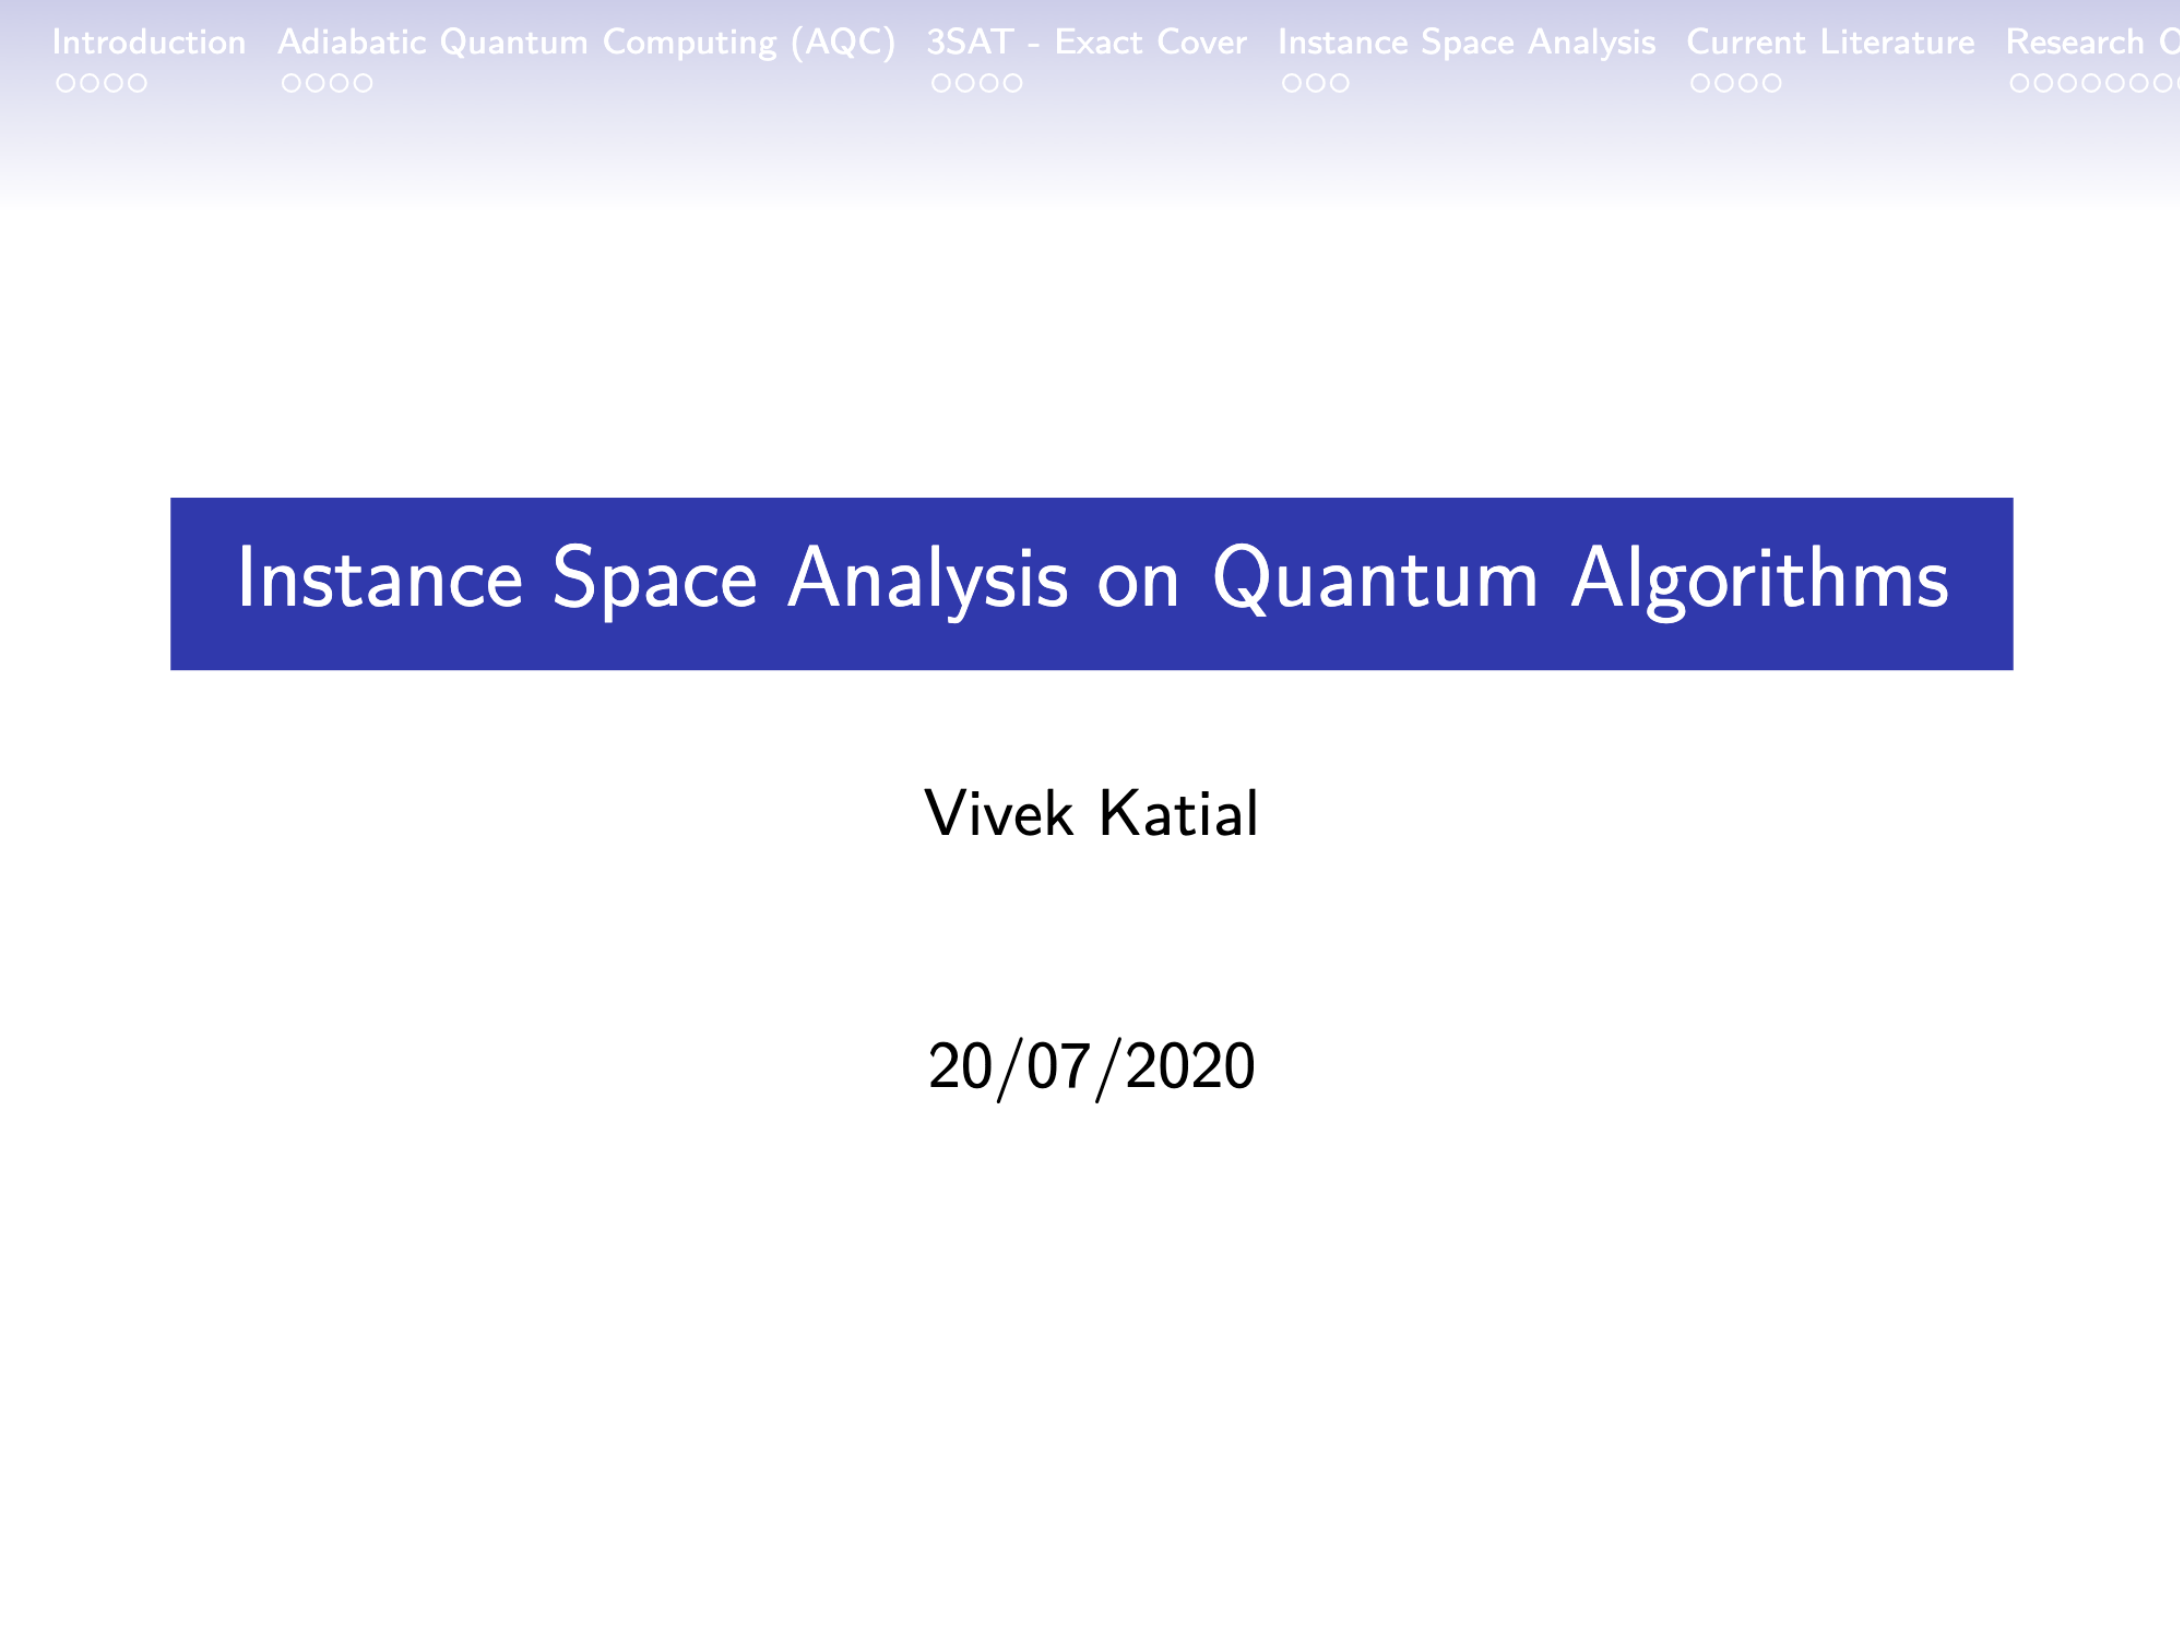 Introduction Adiabatic Quantum Computing (AQC) 3SAT - Exact Cover Instance Space Analysis Current Literature Research
Instance Space Analysis on Quantum Algorithms
Vivek Katial
20/07/2020